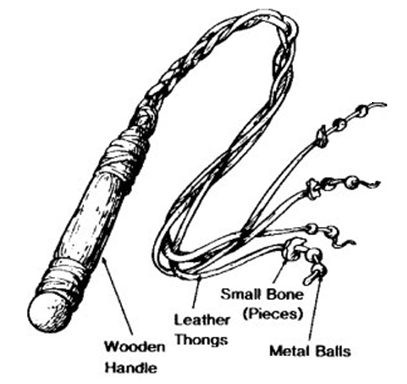 Small Bone
(Pieces)
Leather
Thongs
Wooden
Handle
Metal Balls